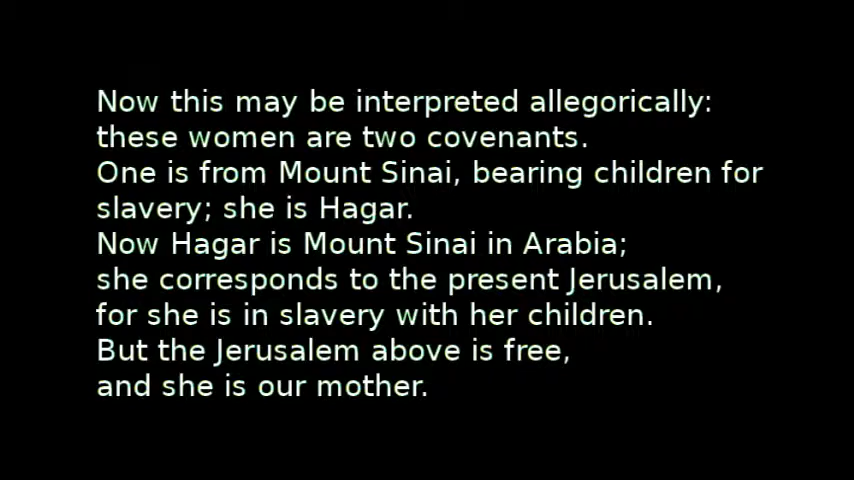 Now this may be interpreted allegorically:
these women are two covenants.
One is from Mount Sinai, bearing children for
slavery; she is Hagar.
Now Hagar is Mount Sinai in Arabia;
she corresponds to the present Jerusalem,
for she is in slavery with her children.
But the Jerusalem above is free,
and she is our mother.